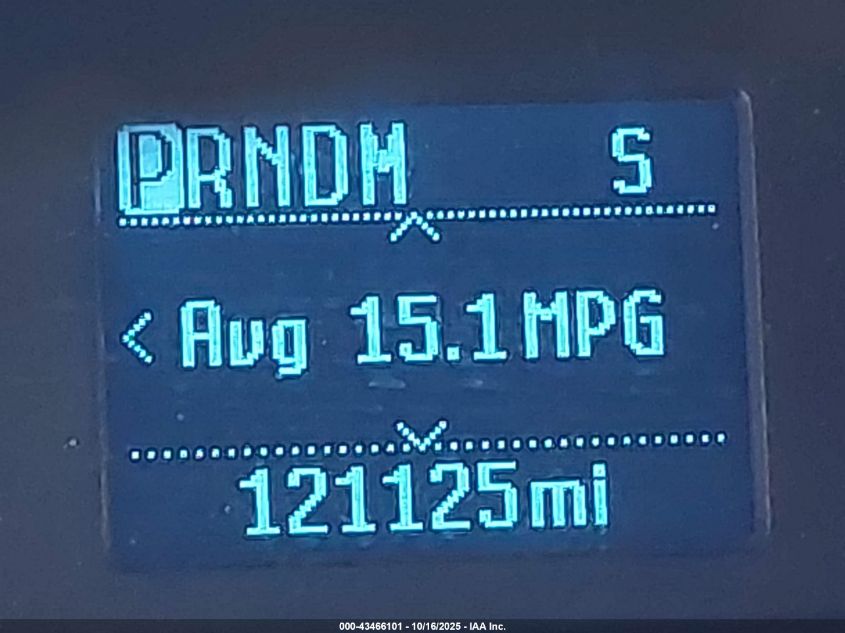 PRNDM S
< Avg 15.1MPG
121125mi
000-43466101 - 10/16/2025 - IAA Inc.